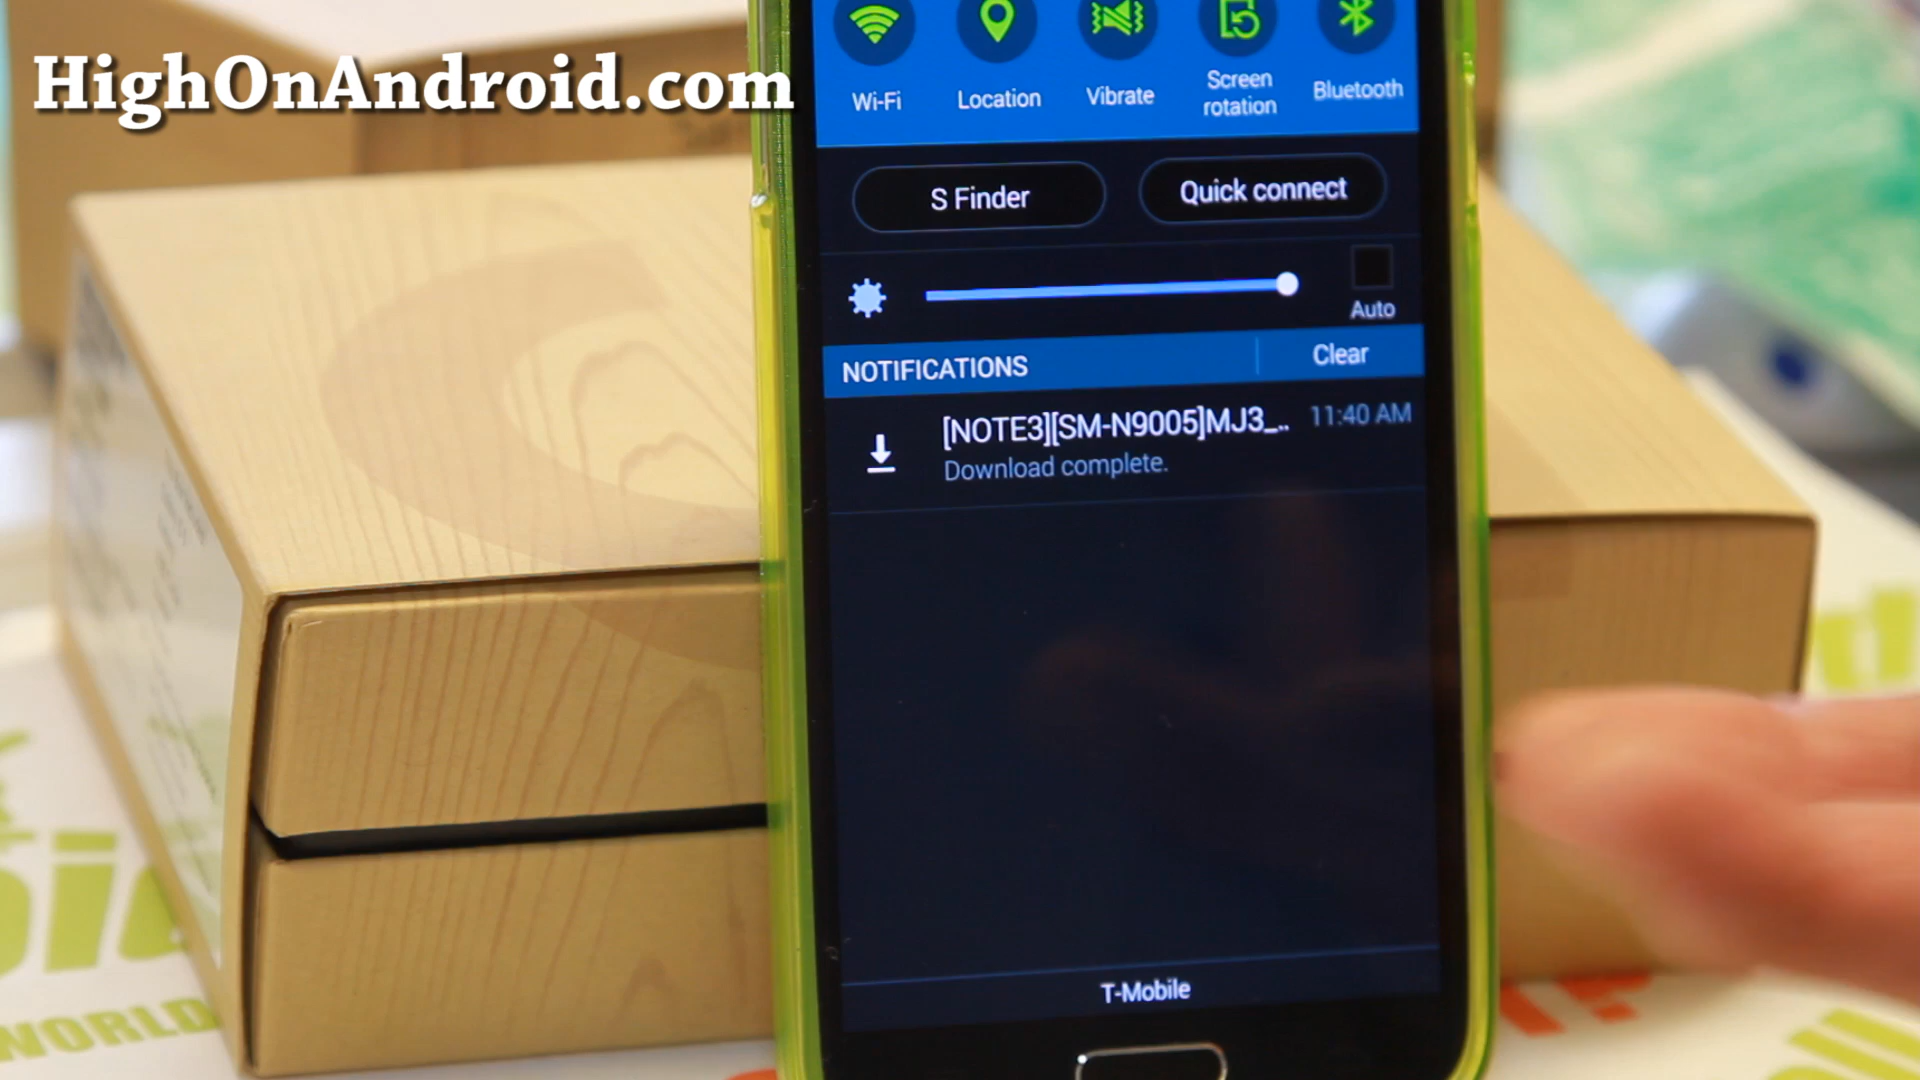 HighOnAndroid.com
Wi-Fi
Location
Vibrate
Screen
rotation
Bluetooth
S Finder
Quick connect
Auto
NOTIFICATIONS
Clear
[NOTE3][SM-N9005]MJ3_..
11:40 AM
Download complete.
T-Mobile
WORLD